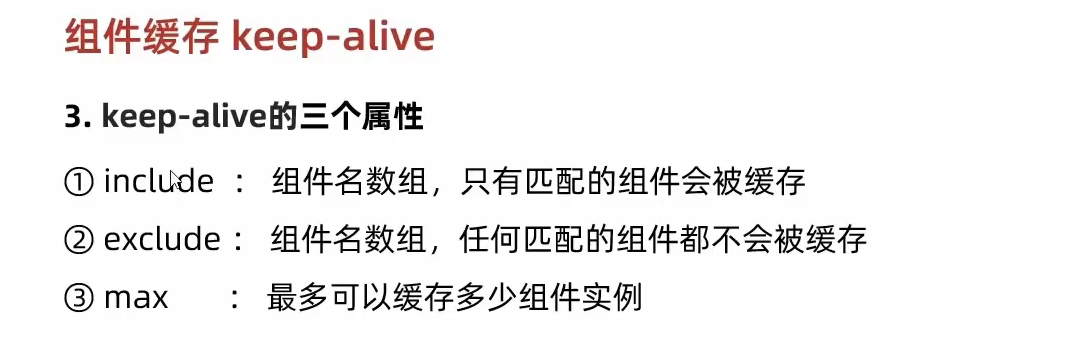 组件缓存 keep-alive
3. keep-alive的三个属性
① include ： 组件名数组，只有匹配的组件会被缓存
② exclude ： 组件名数组，任何匹配的组件都不会被缓存
③ max ： 最多可以缓存多少组件实例